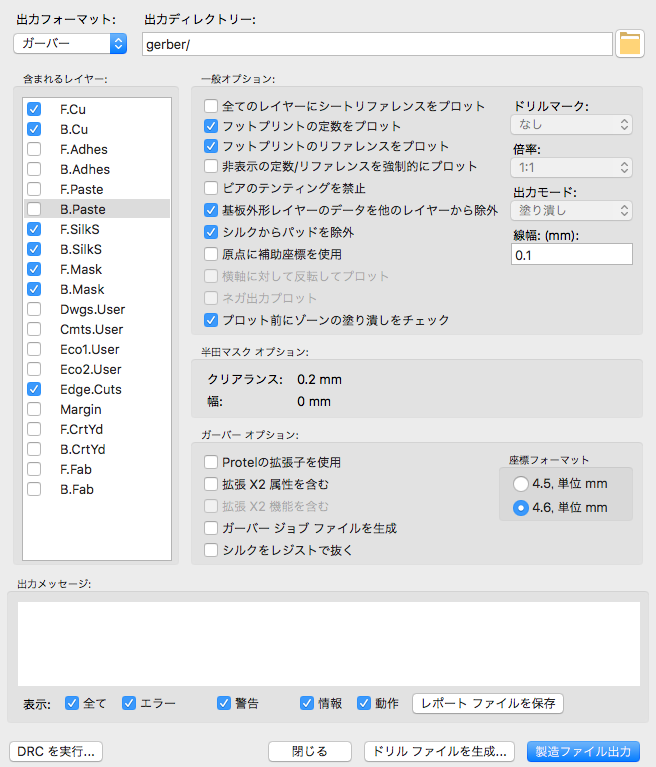 出力フォーマット:
出力ディレクトリー:
ガーバー
gerber/
含まれるレイヤー:
F.Cu
B.Cu
F.Adhes
B.Adhes
F.Paste
B.Paste
F.SilkS
B.SilkS
F.Mask
B.Mask
Dwgs.User
Cmts.User
Eco1.User
Eco2.User
Edge.Cuts
Margin
F.CrtYd
B.CrtYd
F.Fab
B.Fab
一般オプション:
全てのレイヤーにシートリファレンスをプロット
フットプリントの定数をプロット
フットプリントのリファレンスをプロット
非表示の定数/リファレンスを強制的にプロット
ビアのテンティングを禁止
基板外形レイヤーのデータを他のレイヤーから除外
シルクからパッドを除外
原点に補助座標を使用
横軸に対して反転してプロット
ネガ出力プロット
プロット前にゾーンの塗り潰しをチェック
ドリルマーク:
なし
倍率:
1:1
出力モード:
塗り潰し
線幅: (mm):
0.1
半田マスク オプション:
クリアランス: 0.2 mm
幅: 0 mm
ガーバー オプション:
Protelの拡張子を使用
拡張 X2 属性を含む
拡張 X2 機能を含む
ガーバー ジョブ ファイルを生成
シルクをレジストで抜く
座標フォーマット
4.5, 単位 mm
4.6, 単位 mm
出力メッセージ:
表示: 全て エラー 警告 情報 動作 レポート ファイルを保存
DRC を実行... 閉じる ドリル ファイルを生成... 製造ファイル出力